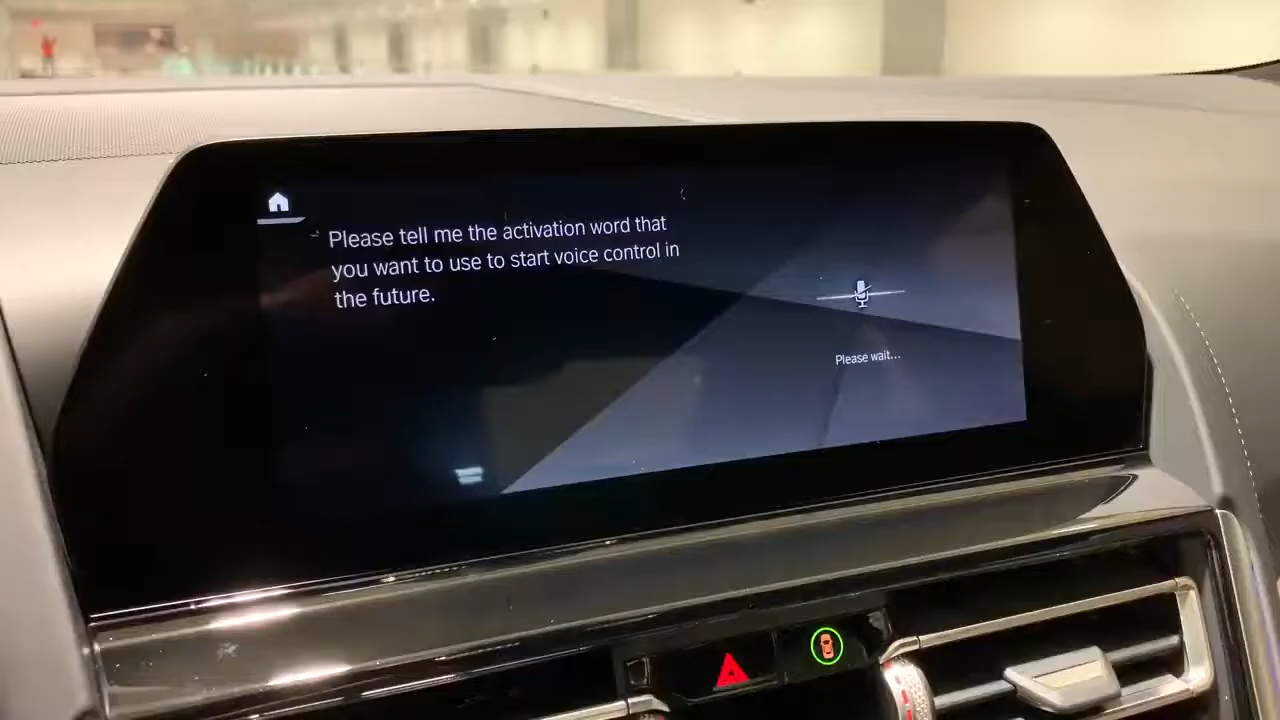 Please tell me the activation word that
you want to use to start voice control in
the future.
Please wait...